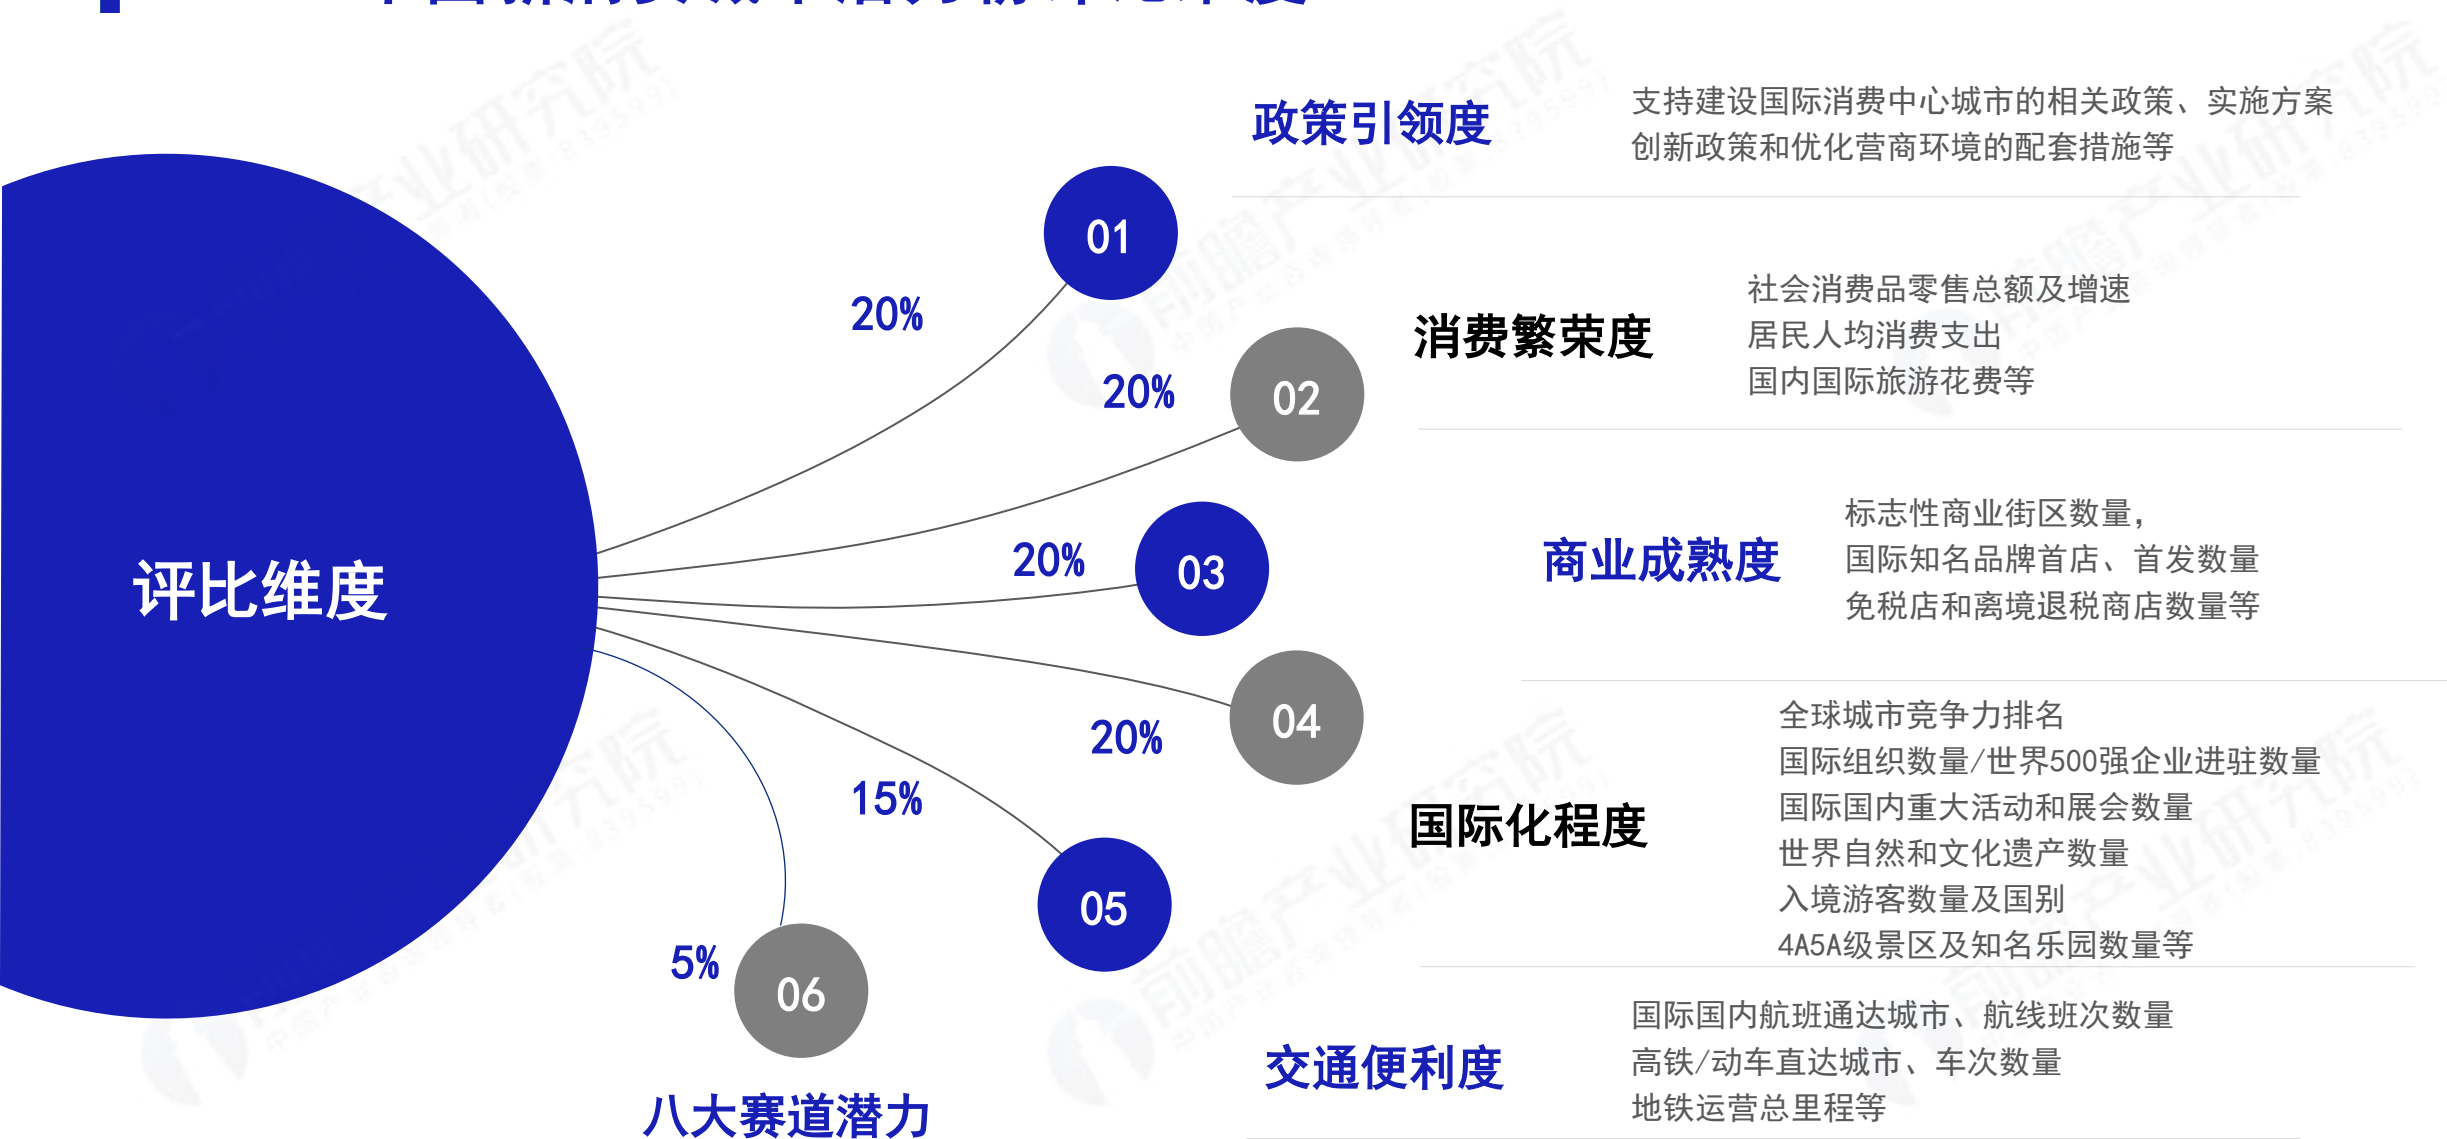 政策引领度
支持建设国际消费中心城市的相关政策、实施方案
创新政策和优化营商环境的配套措施等
01
20%
消费繁荣度
社会消费品零售总额及增速
居民人均消费支出
国内国际旅游花费等
20%
02
商业成熟度
标志性商业街区数量，
国际知名品牌首店、首发数量
免税店和离境退税商店数量等
20%
03
评比维度
国际化程度
全球城市竞争力排名
国际组织数量/世界500强企业进驻数量
国际国内重大活动和展会数量
世界自然和文化遗产数量
入境游客数量及国别
4A5A级景区及知名乐园数量等
20%
04
15%
05
交通便利度
国际国内航班通达城市、航线班次数量
高铁/动车直达城市、车次数量
地铁运营总里程等
5%
06
八大赛道潜力
前瞻产业研究院